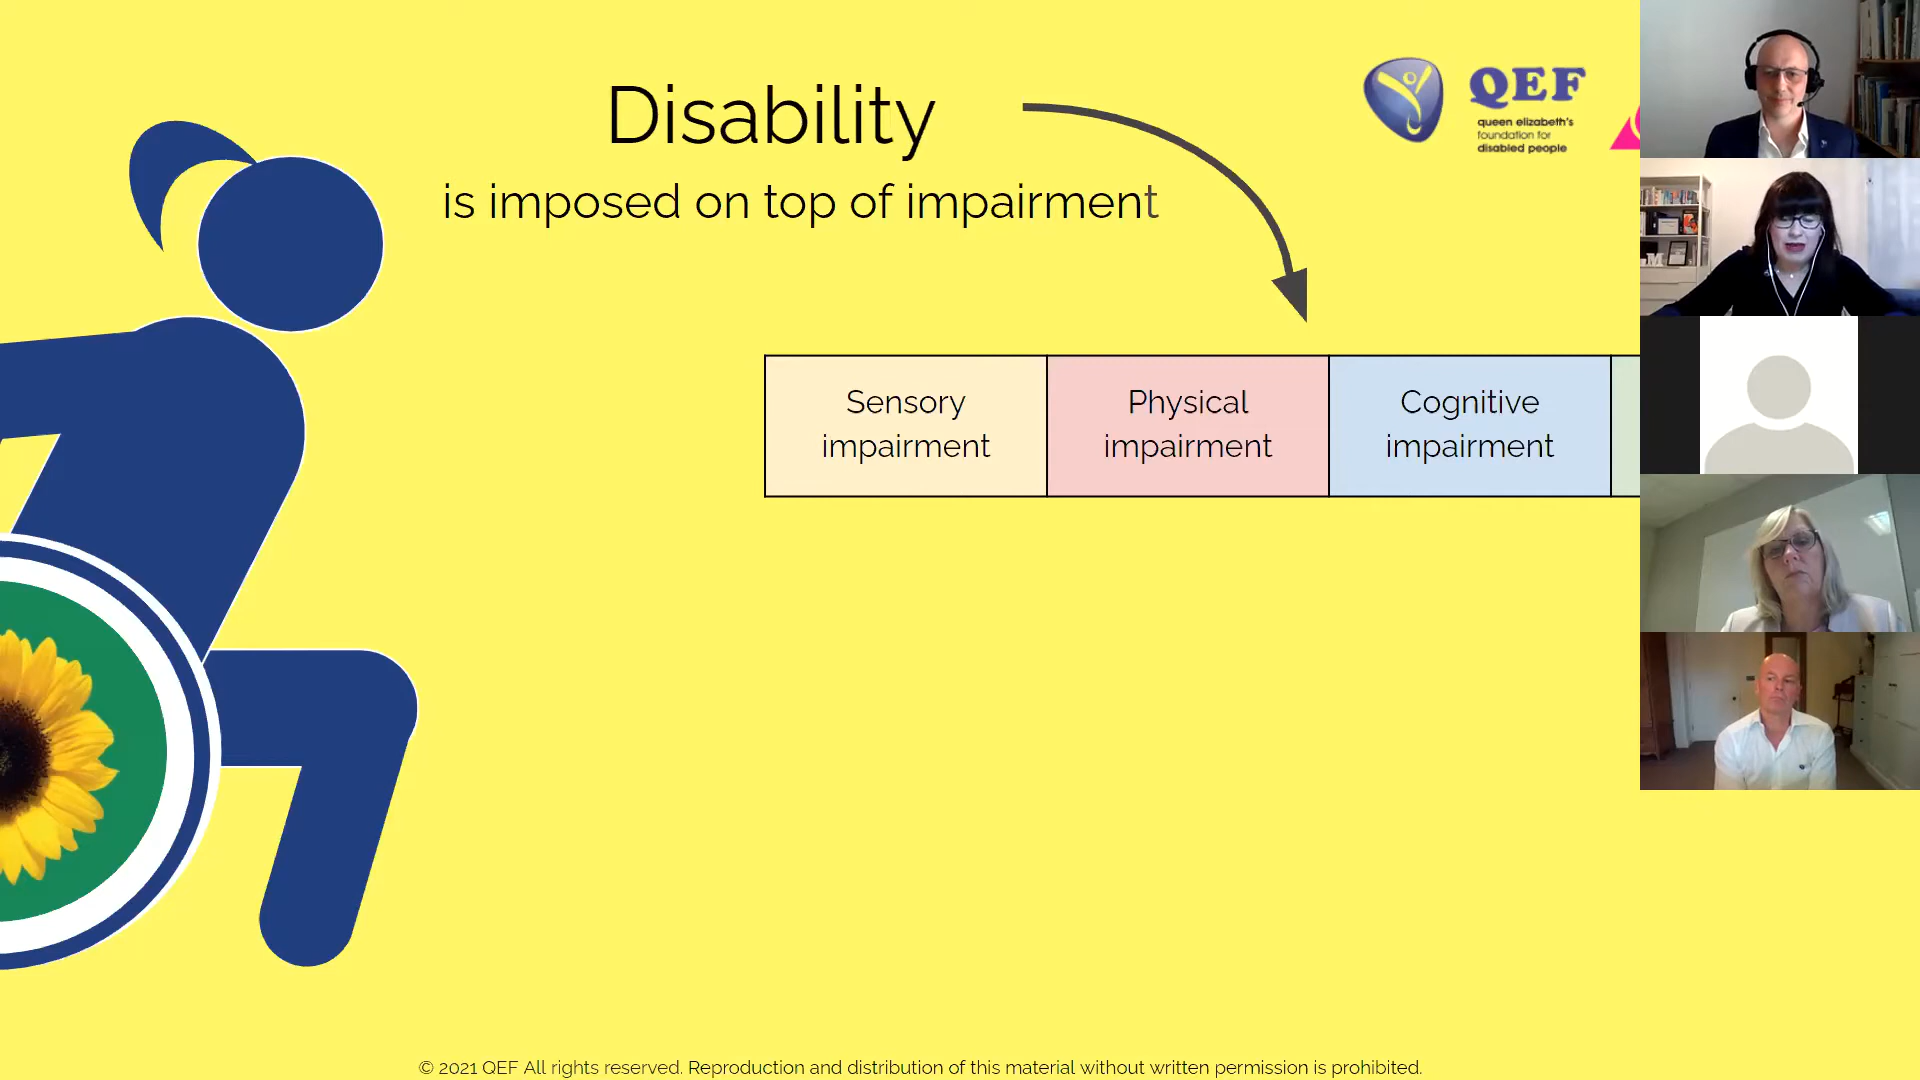 Disability
is imposed on top of impairment
QEF
queen elizabeth's
foundation for
disabled people
Sensory
impairment
Physical
impairment
Cognitive
impairment
© 2021 QEF All rights reserved. Reproduction and distribution of this material without written permission is prohibited.